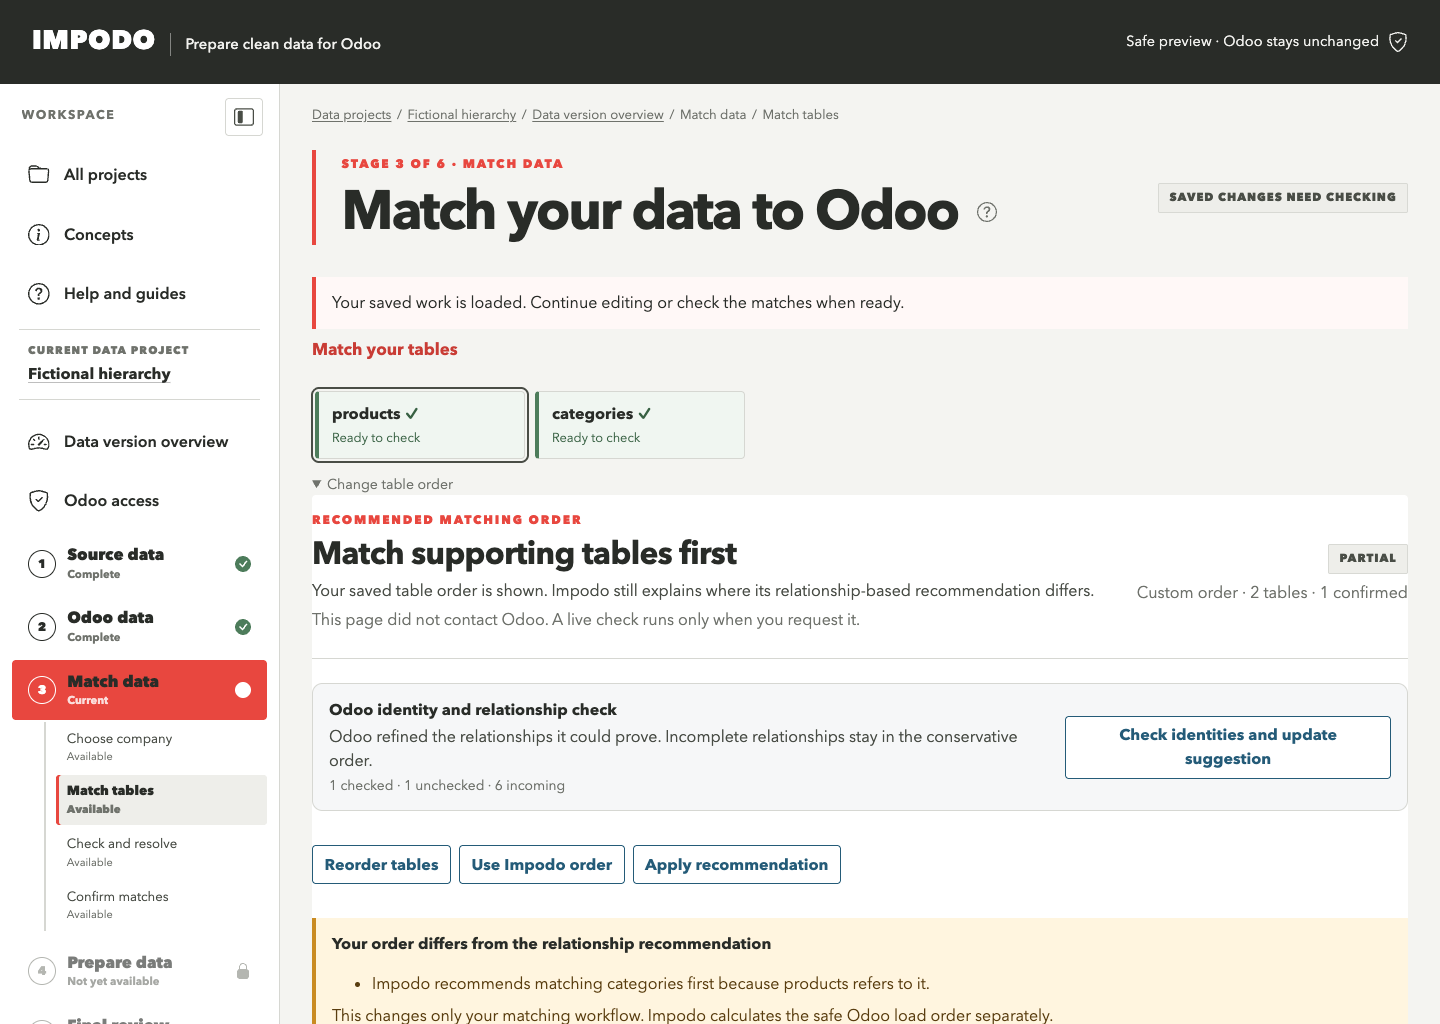 IMPODO
Prepare clean data for Odoo
Safe preview · Odoo stays unchanged
WORKSPACE
All projects
Concepts
Help and guides
CURRENT DATA PROJECT
Fictional hierarchy
Data version overview
Odoo access
1
Source data
Complete
2
Odoo data
Complete
3
Match data
Current
Choose company
Available
Match tables
Available
Check and resolve
Available
Confirm matches
Available
4
Prepare data
Not yet available
Final review
Data projects / Fictional hierarchy / Data version overview / Match data / Match tables
STAGE 3 OF 6 · MATCH DATA
Match your data to Odoo ?
SAVED CHANGES NEED CHECKING
Your saved work is loaded. Continue editing or check the matches when ready.
Match your tables
products ✓
Ready to check
categories ✓
Ready to check
▼ Change table order
RECOMMENDED MATCHING ORDER
Match supporting tables first
PARTIAL
Your saved table order is shown. Impodo still explains where its relationship-based recommendation differs.
Custom order · 2 tables · 1 confirmed
This page did not contact Odoo. A live check runs only when you request it.
Odoo identity and relationship check
Odoo refined the relationships it could prove. Incomplete relationships stay in the conservative
order.
1 checked · 1 unchecked · 6 incoming
Check identities and update
suggestion
Reorder tables
Use Impodo order
Apply recommendation
Your order differs from the relationship recommendation
• Impodo recommends matching categories first because products refers to it.
This changes only your matching workflow. Impodo calculates the safe Odoo load order separately.